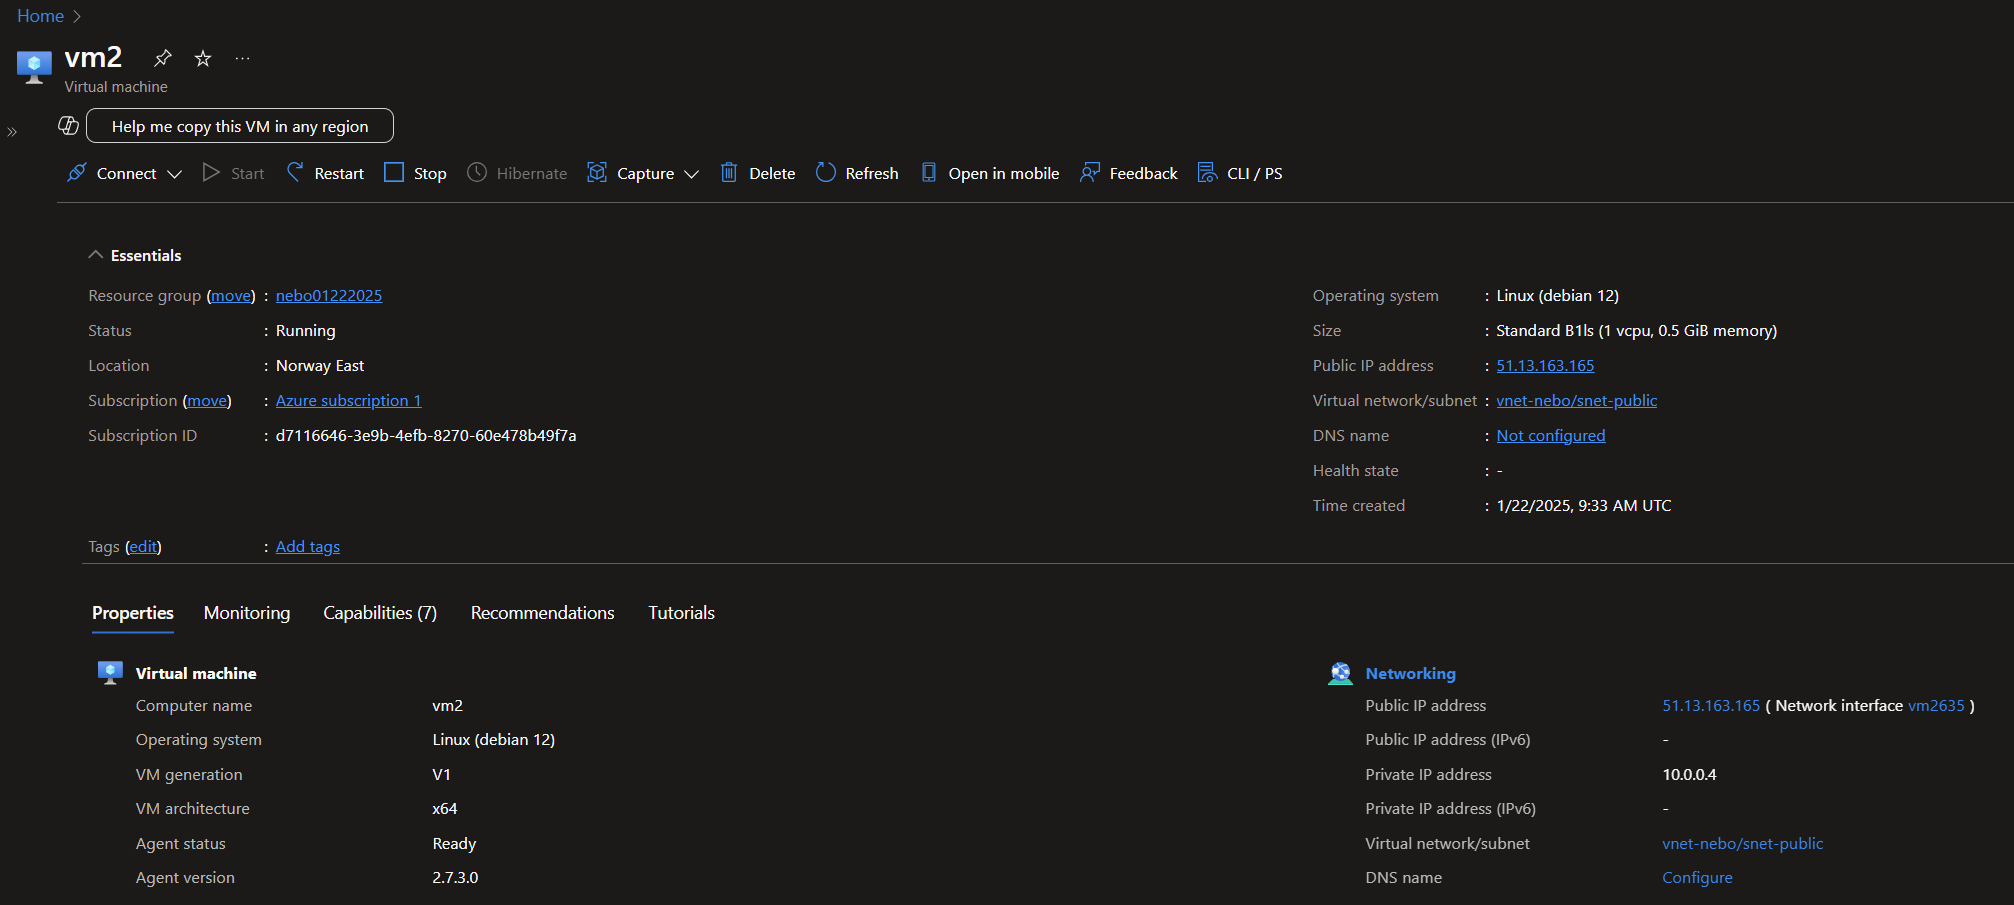 Home
vm2
Virtual machine
Help me copy this VM in any region
Connect Start Restart Stop Hibernate Capture Delete Refresh Open in mobile Feedback CLI / PS
Essentials
Resource group (move) : nebo01222025
Status : Running
Location : Norway East
Subscription (move) : Azure subscription 1
Subscription ID : d7116646-3e9b-4efb-8270-60e478b49f7a
Operating system : Linux (debian 12)
Size : Standard B1ls (1 vcpu, 0.5 GiB memory)
Public IP address : 51.13.163.165
Virtual network/subnet : vnet-nebo/snet-public
DNS name : Not configured
Health state : -
Time created : 1/22/2025, 9:33 AM UTC
Tags (edit) : Add tags
Properties Monitoring Capabilities (7) Recommendations Tutorials
Virtual machine
Computer name vm2
Operating system Linux (debian 12)
VM generation V1
VM architecture x64
Agent status Ready
Agent version 2.7.3.0
Networking
Public IP address 51.13.163.165 ( Network interface vm2635 )
Public IP address (IPv6) -
Private IP address 10.0.0.4
Private IP address (IPv6) -
Virtual network/subnet vnet-nebo/snet-public
DNS name Configure